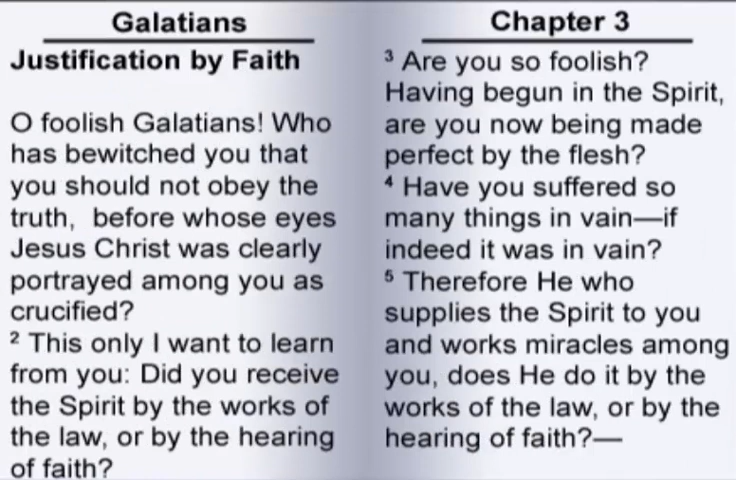 Galatians
Justification by Faith
O foolish Galatians! Who
has bewitched you that
you should not obey the
truth,  before whose eyes
Jesus Christ was clearly
portrayed among you as
crucified?
² This only I want to learn
from you: Did you receive
the Spirit by the works of
the law, or by the hearing
of faith?
Chapter 3
³ Are you so foolish?
Having begun in the Spirit,
are you now being made
perfect by the flesh?
⁴ Have you suffered so
many things in vain—if
indeed it was in vain?
⁵ Therefore He who
supplies the Spirit to you
and works miracles among
you, does He do it by the
works of the law, or by the
hearing of faith?—